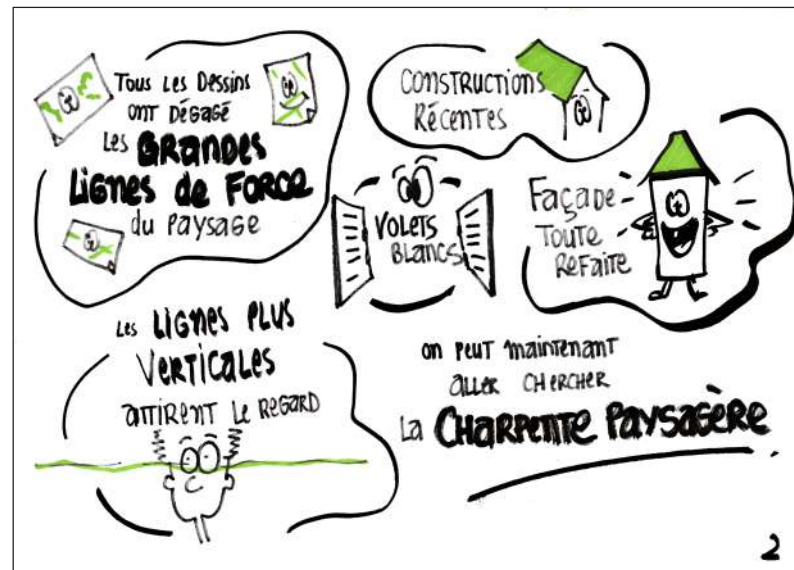 Tous les dessins
ont dégagé
les GRANDES
LIGNES de FORCE
du paysage
CONSTRUCTIONS
RÉCENTES
VOLETS
BLANCS
FAÇADE
TOUTE
REFAITE
les LIGNES PLUS
VERTICALES
attirent le regard
on peut maintenant
aller chercher
la CHARPENTE PAYSAGÈRE
2